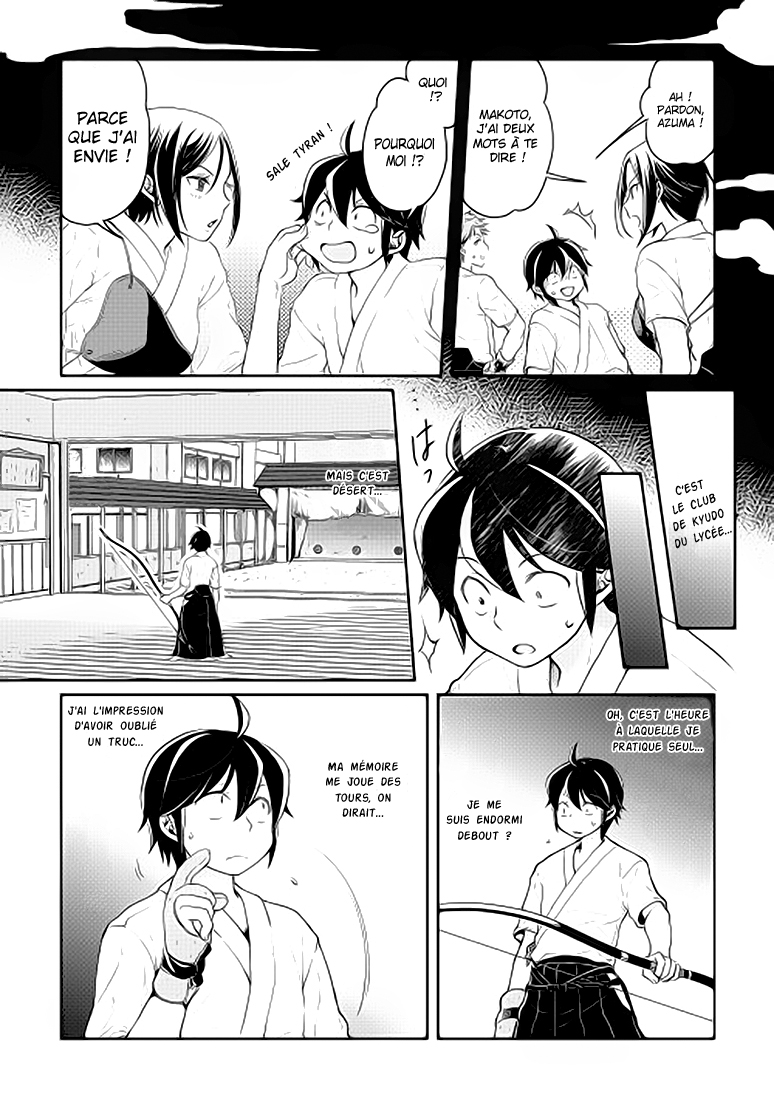 AH !
PARDON,
AZUMA !
MAKOTO,
J'AI DEUX
MOTS À TE
DIRE !
QUOI
!?
POURQUOI
MOI !?
SALE TYRAN !
PARCE
QUE J'AI
ENVIE !
C'EST
LE CLUB
DE KYUDO
DU LYCÉE...
はっ
MAIS C'EST
DÉSERT...
OH, C'EST L'HEURE
À LAQUELLE JE
PRATIQUE SEUL...
JE ME
SUIS ENDORMI
DEBOUT ?
J'AI L'IMPRESSION
D'AVOIR OUBLIÉ
UN TRUC...
MA MÉMOIRE
ME JOUE DES
TOURS, ON
DIRAIT...